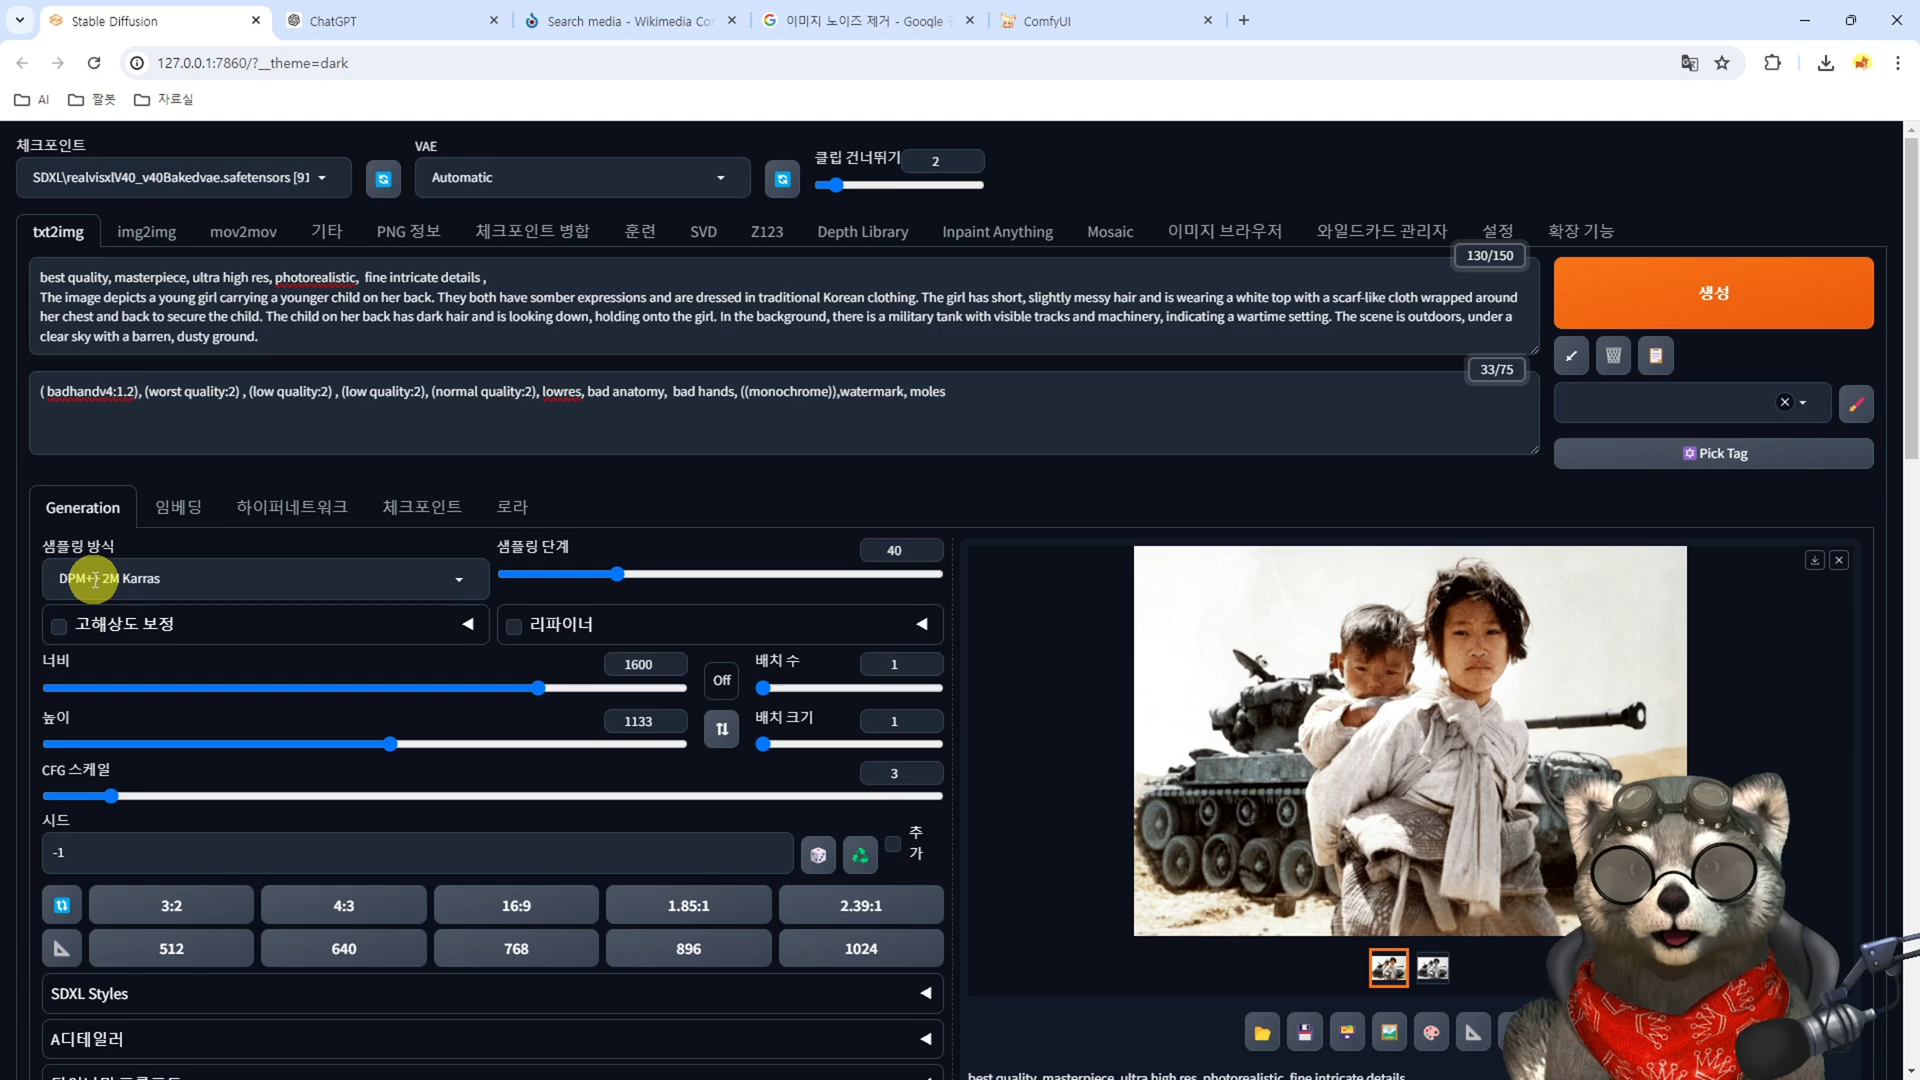 Stable Diffusion
ChatGPT
Search media - Wikimedia Co
이미지 노이즈 제거 - Google
ComfyUI
127.0.0.1:7860/?__theme=dark
AI
짤봇
자료실
체크포인트
VAE
클립 건너뛰기
2
SDXL\realvisxlV40_v40Bakedvae.safetensors [91
Automatic
txt2img
img2img
mov2mov
기타
PNG 정보
체크포인트 병합
훈련
SVD
Z123
Depth Library
Inpaint Anything
Mosaic
이미지 브라우저
와일드카드 관리자
설정
확장 기능
130/150
best quality, masterpiece, ultra high res, photorealistic, fine intricate details ,
The image depicts a young girl carrying a younger child on her back. They both have somber expressions and are dressed in traditional Korean clothing. The girl has short, slightly messy hair and is wearing a white top with a scarf-like cloth wrapped around
her chest and back to secure the child. The child on her back has dark hair and is looking down, holding onto the girl. In the background, there is a military tank with visible tracks and machinery, indicating a wartime setting. The scene is outdoors, under a
clear sky with a barren, dusty ground.
생성
33/75
( badhandv4:1.2), (worst quality:2) , (low quality:2) , (low quality:2), (normal quality:2), lowres, bad anatomy, bad hands, ((monochrome)),watermark, moles
Pick Tag
Generation
임베딩
하이퍼네트워크
체크포인트
로라
샘플링 방식
샘플링 단계
40
DPM++ 2M Karras
고해상도 보정
리파이너
너비
1600
Off
배치 수
1
높이
1133
배치 크기
1
CFG 스케일
3
시드
-1
추
가
3:2
4:3
16:9
1.85:1
2.39:1
512
640
768
896
1024
SDXL Styles
A디테일러
best quality, masterpiece, ultra high res, photorealistic, fine intricate details